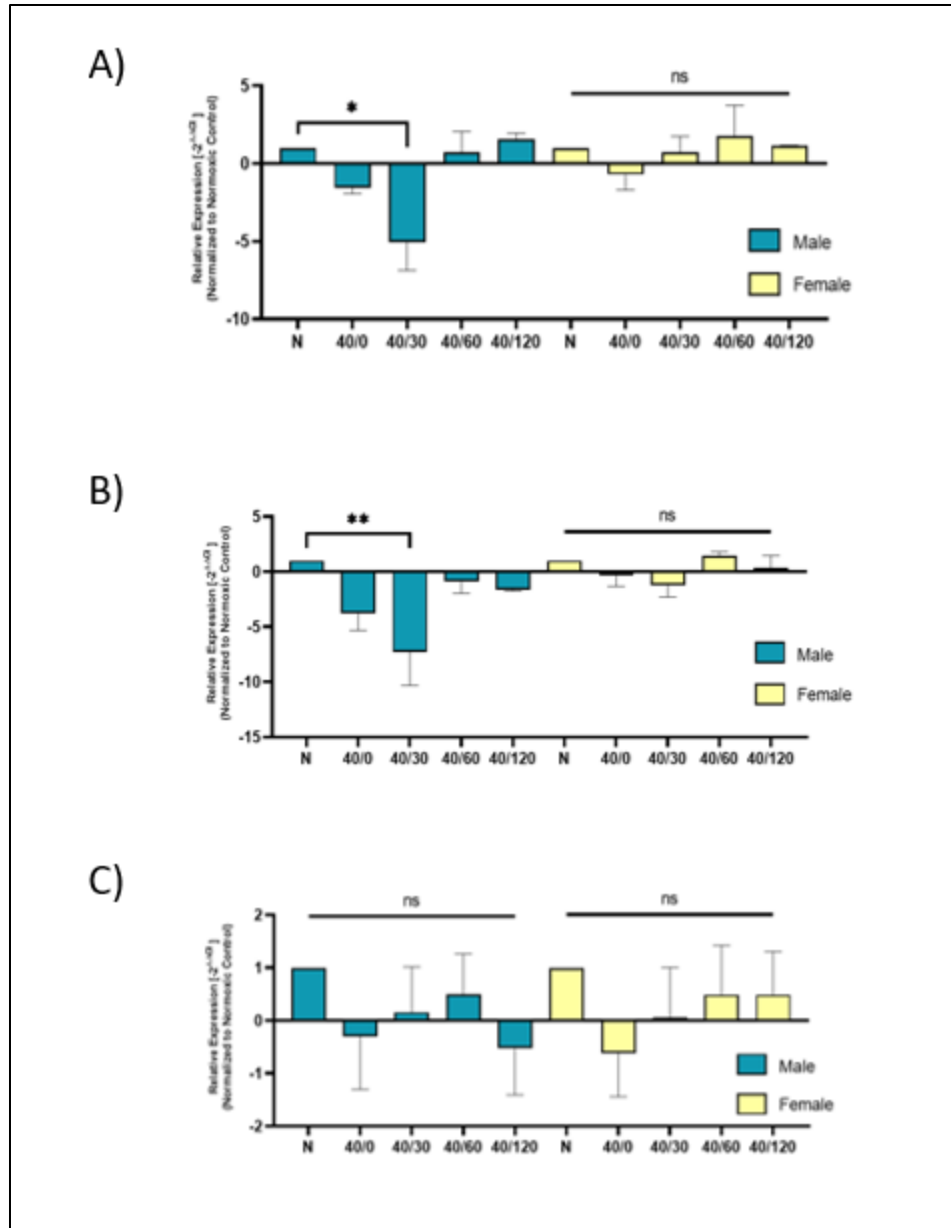 A)
Relative Expression [-2^-ΔΔCt]
(Normalized to Normoxic Control)
5
0
-5
-10
*
ns
Male
Female
N 40/0 40/30 40/60 40/120 N 40/0 40/30 40/60 40/120
B)
Relative Expression [-2^-ΔΔCt]
(Normalized to Normoxic Control)
5
0
-5
-10
-15
**
ns
Male
Female
N 40/0 40/30 40/60 40/120 N 40/0 40/30 40/60 40/120
C)
Relative Expression [-2^-ΔΔCt]
(Normalized to Normoxic Control)
2
1
0
-1
-2
ns
ns
Male
Female
N 40/0 40/30 40/60 40/120 N 40/0 40/30 40/60 40/120